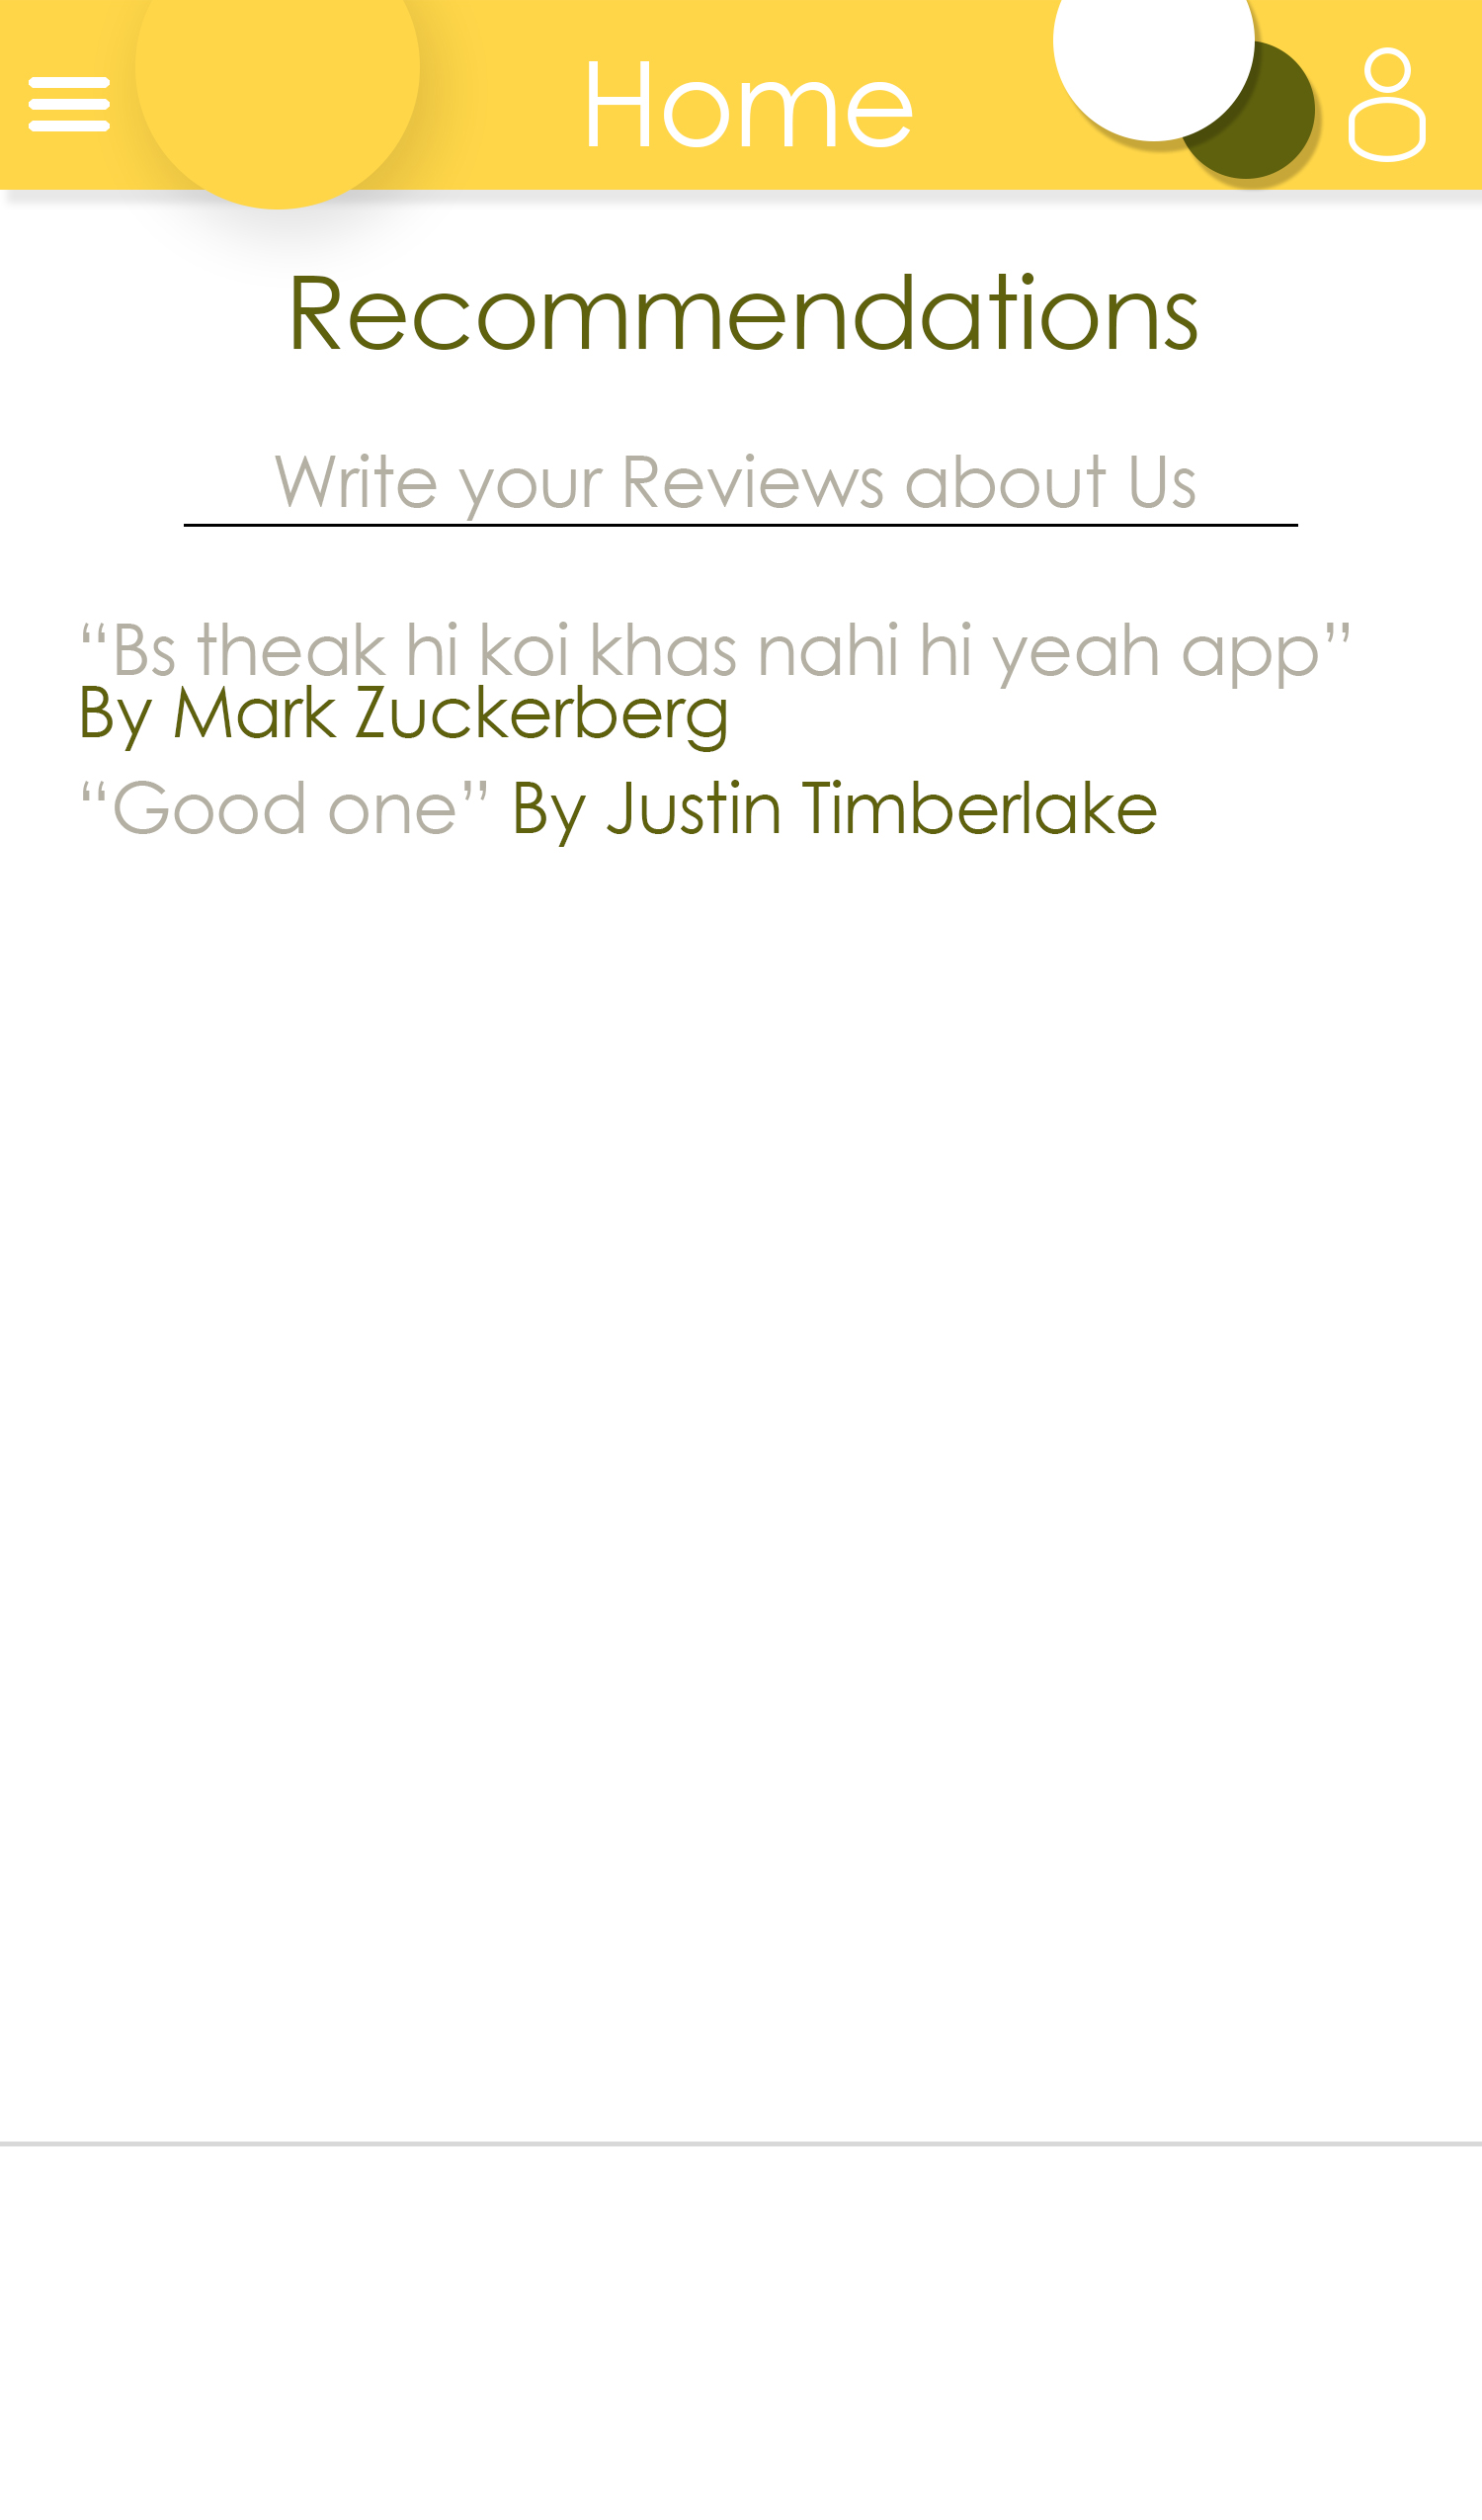 Home
Recommendations
Write your Reviews about Us
“Bs theak hi koi khas nahi hi yeah app”
By Mark Zuckerberg
“Good one” By Justin Timberlake